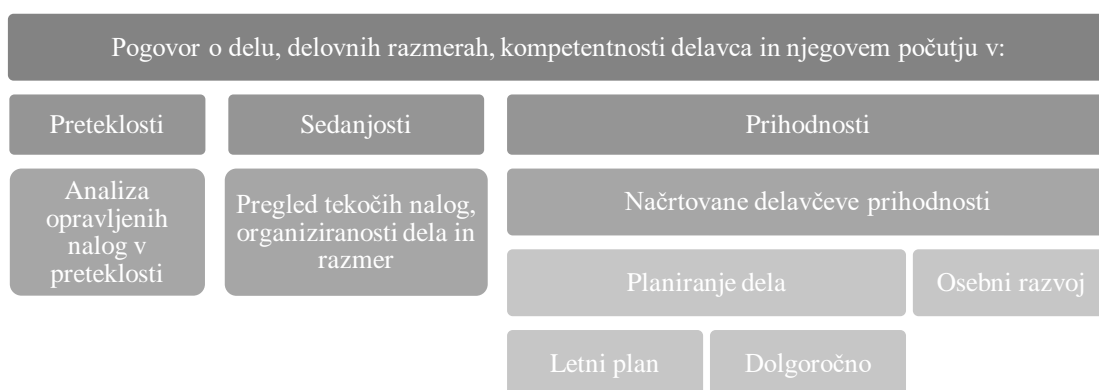 Pogovor o delu, delovnih razmerah, kompetentnosti delavca in njegovem počutju v:
Preteklosti
Sedanjosti
Prihodnosti
Analiza
opravljenih
nalog v
preteklosti
Pregled tekočih nalog,
organiziranosti dela in
razmer
Načrtovane delavčeve prihodnosti
Planiranje dela
Osebni razvoj
Letni plan
Dolgoročno